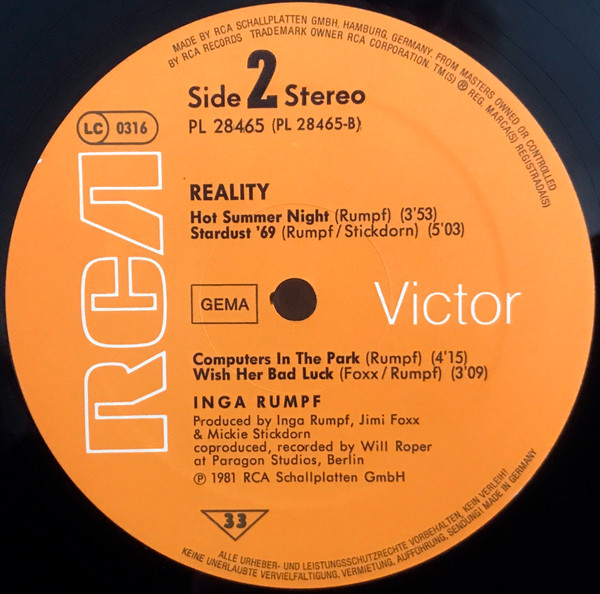 MADE BY RCA SCHALLPLATTEN GMBH, HAMBURG, GERMANY, FROM MASTERS OWNED OR CONTROLLED
BY RCA RECORDS TRADEMARK OWNER RCA CORPORATION. TM(S) ® REG. MARCA(S) REGISTRADA(S)
Side 2 Stereo
PL 28465 (PL 28465-B)
LC 0316
RCA
REALITY
Hot Summer Night (Rumpf) (3'53)
Stardust '69 (Rumpf/Stickdorn) (5'03)
GEMA
Victor
Computers In The Park (Rumpf) (4'15)
Wish Her Bad Luck (Foxx/Rumpf) (3'09)
INGA RUMPF
Produced by Inga Rumpf, Jimi Foxx
& Mickie Stickdorn
coproduced, recorded by Will Roper
at Paragon Studios, Berlin
℗ 1981 RCA Schallplatten GmbH
33
ALLE URHEBER- UND LEISTUNGSSCHUTZRECHTE VORBEHALTEN, KEIN VERLEIH!
KEINE UNERLAUBTE VERVIELFÄLTIGUNG, VERMIETUNG, AUFFÜHRUNG, SENDUNG! MADE IN GERMANY